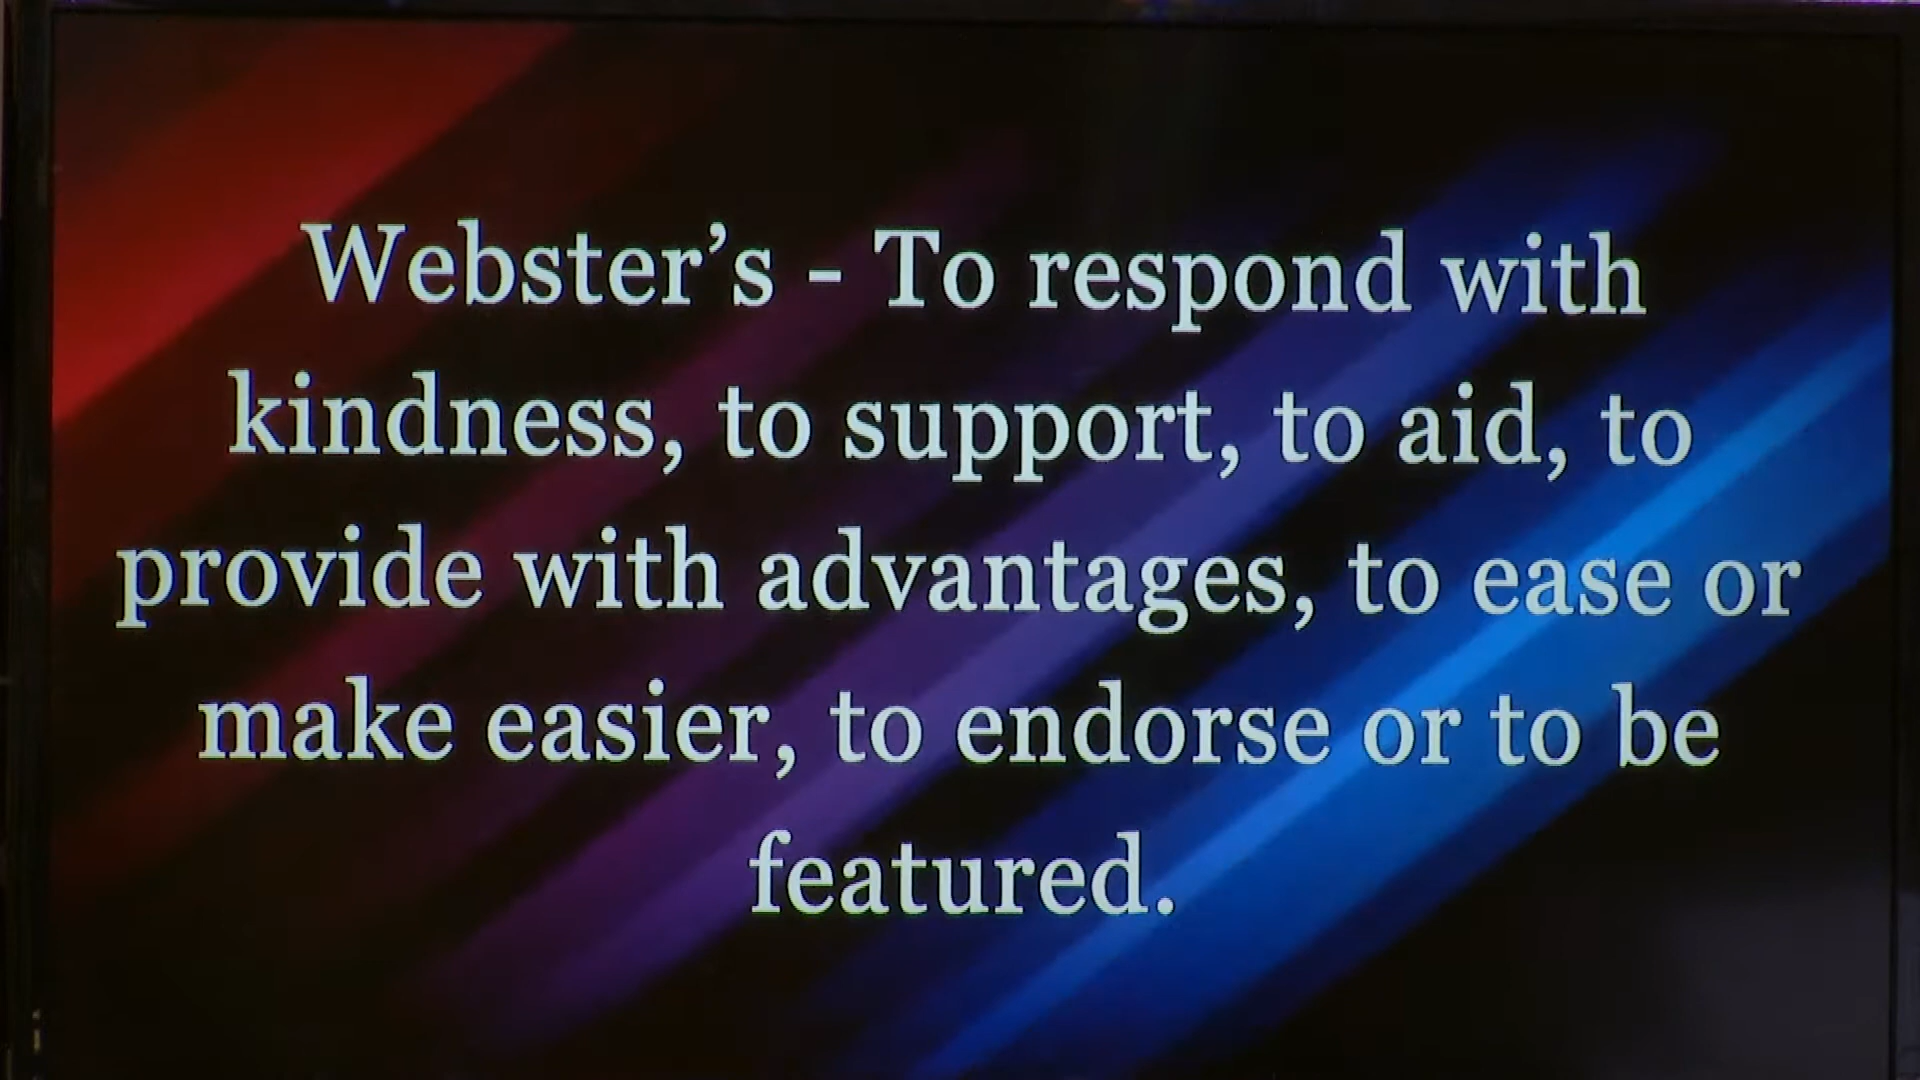 Webster’s - To respond with
kindness, to support, to aid, to
provide with advantages, to ease or
make easier, to endorse or to be
featured.